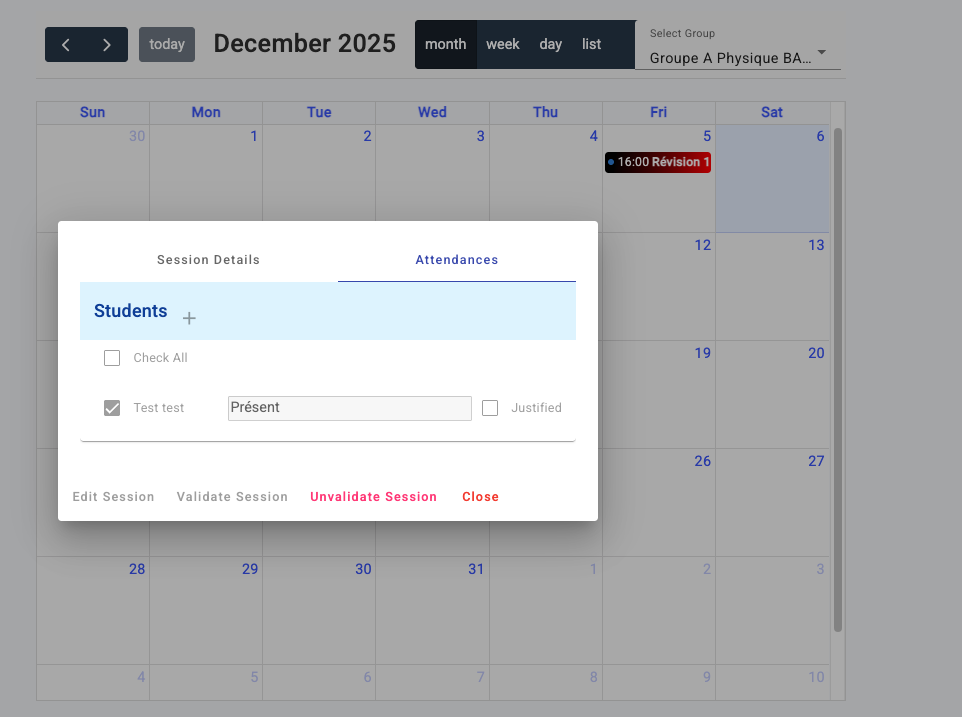 today December 2025 month week day list Select Group
Groupe A Physique BA...
Sun Mon Tue Wed Thu Fri Sat
30 1 2 3 4 5 6
16:00 Révision 1
12 13
Session Details Attendances
Students +
Check All
19 20
Test test Présent Justified
26 27
Edit Session Validate Session Unvalidate Session Close
28 29 30 31 1 2 3
4 5 6 7 8 9 10